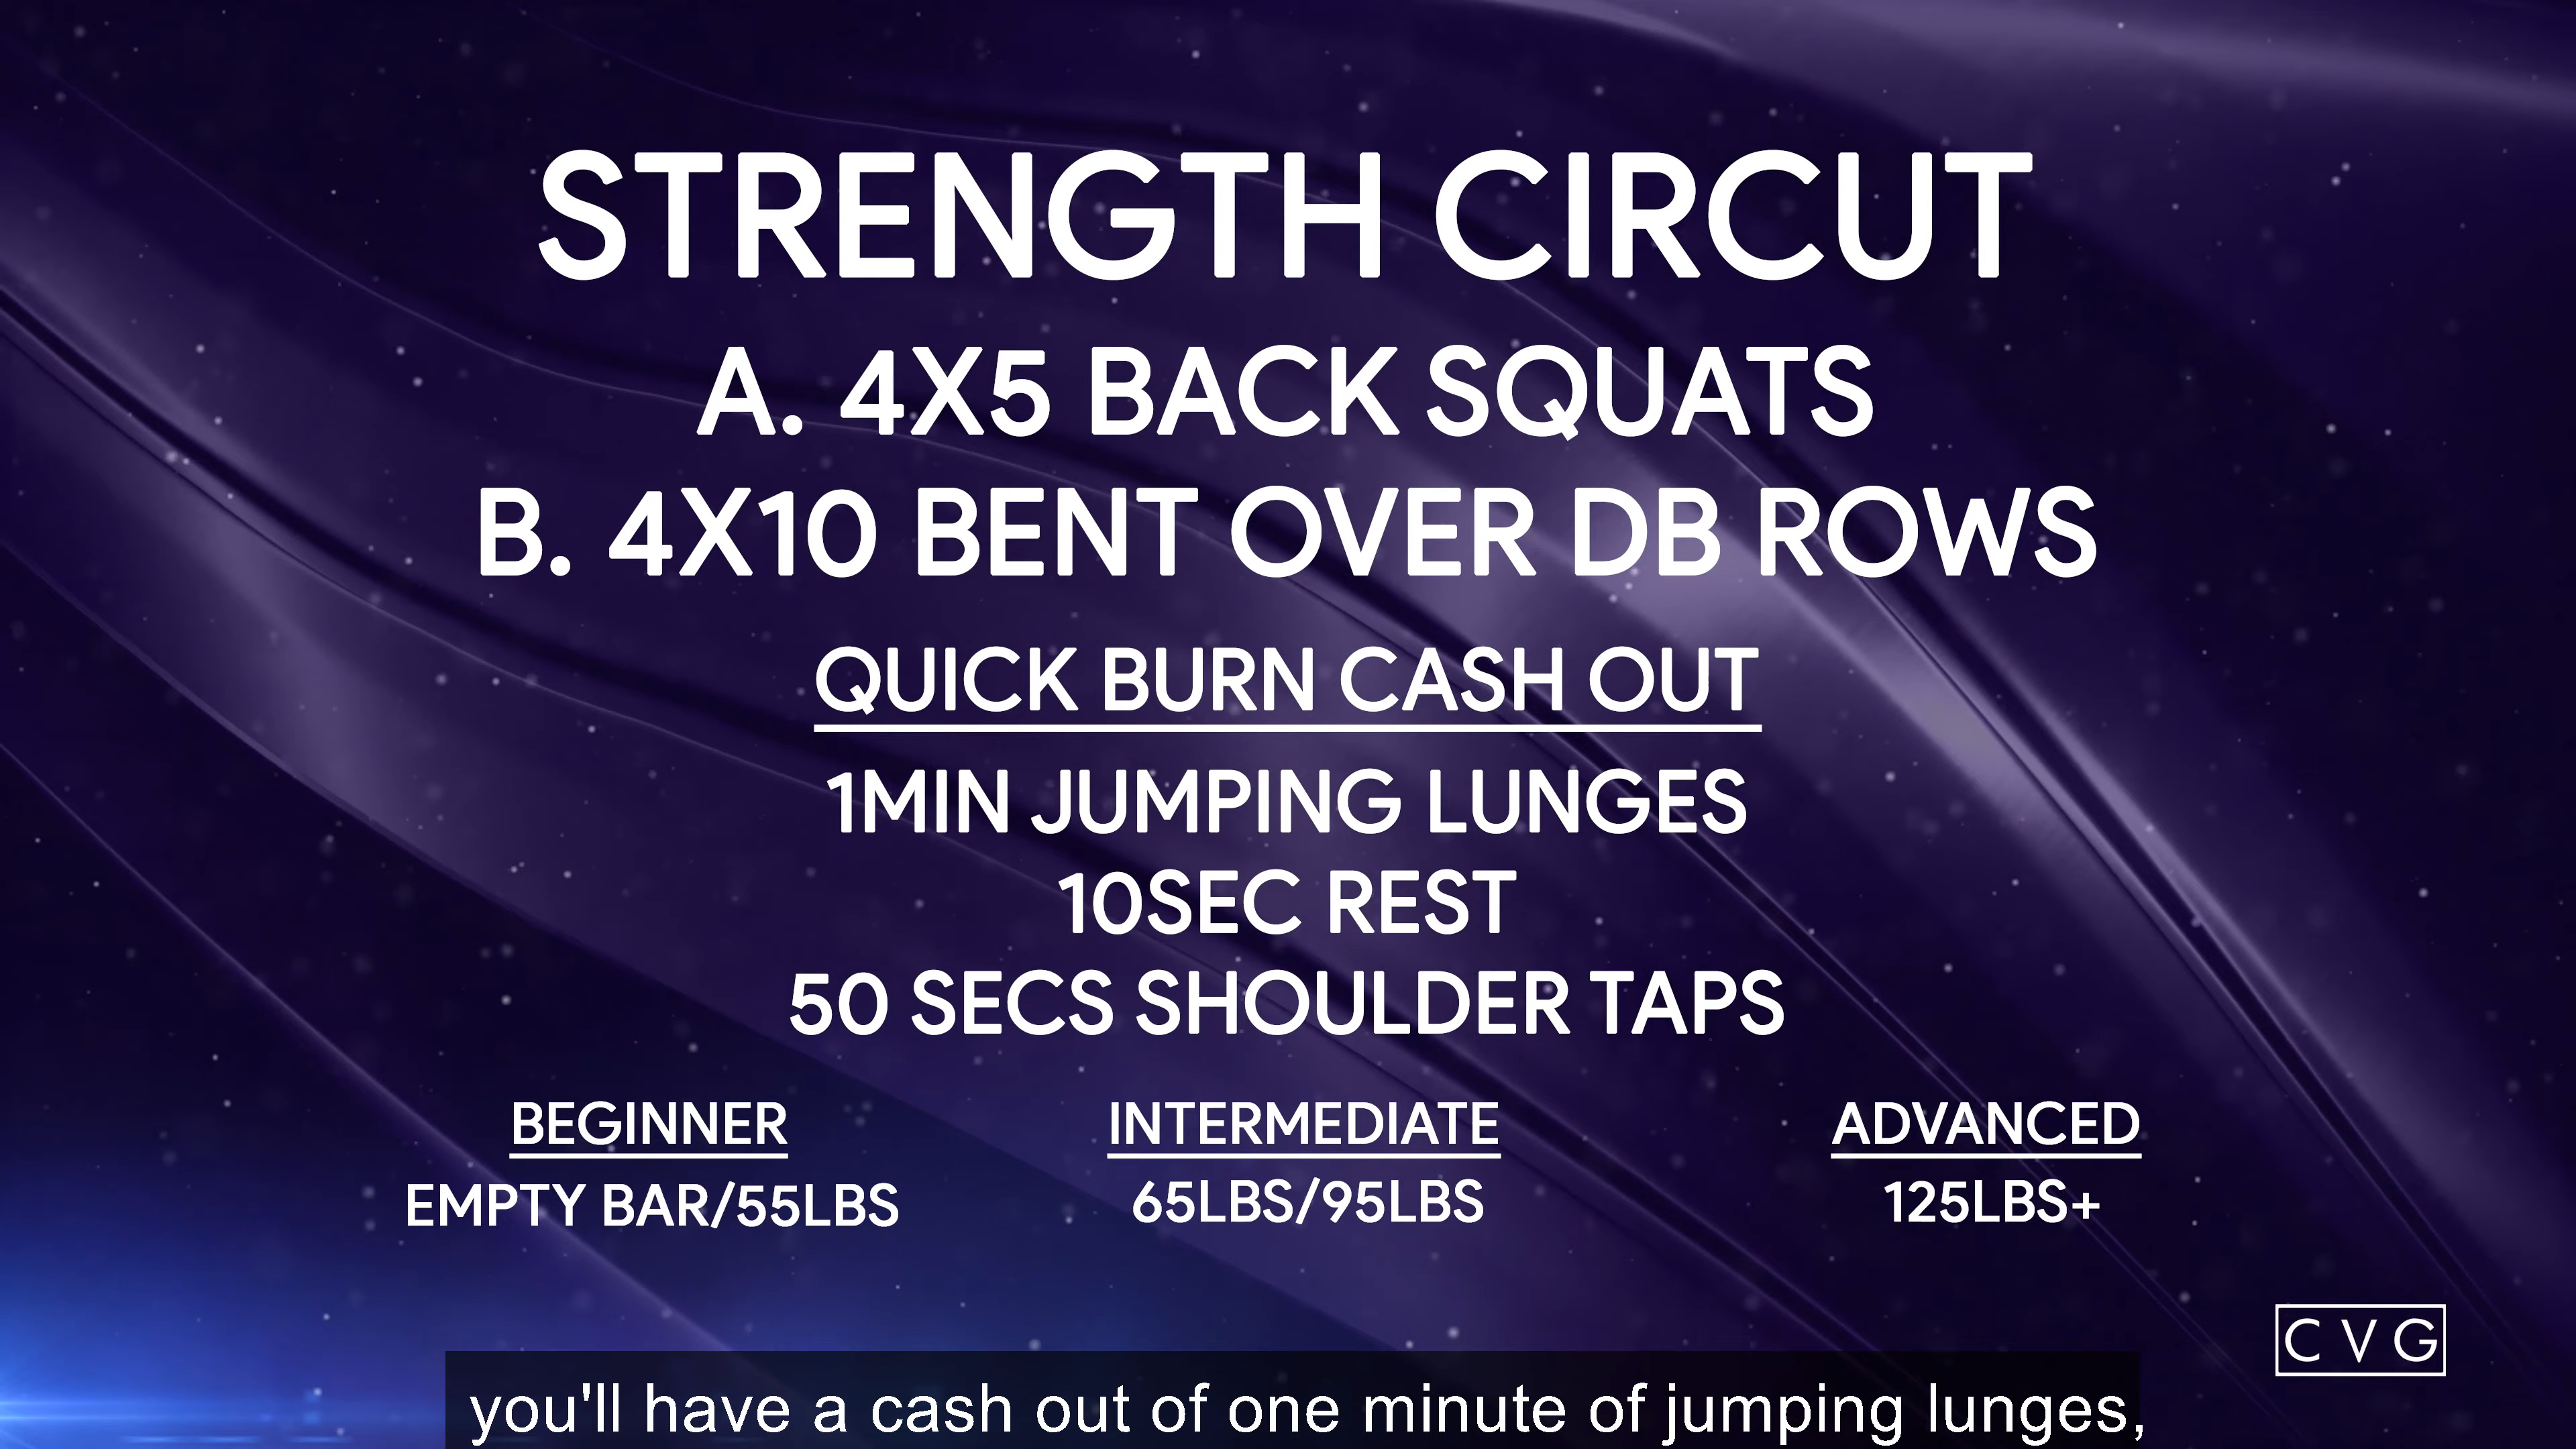 STRENGTH CIRCUT
A. 4X5 BACK SQUATS
B. 4X10 BENT OVER DB ROWS
QUICK BURN CASH OUT
1MIN JUMPING LUNGES
10SEC REST
50 SECS SHOULDER TAPS
BEGINNER
EMPTY BAR/55LBS
INTERMEDIATE
65LBS/95LBS
ADVANCED
125LBS+
CVG
you'll have a cash out of one minute of jumping lunges,